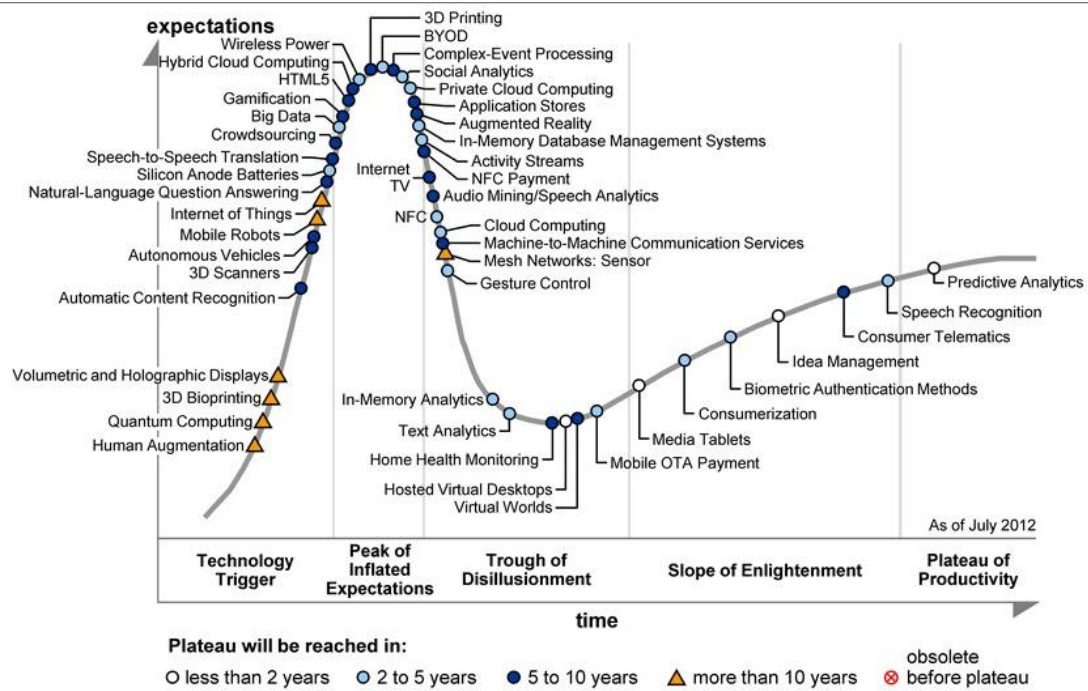 expectations
3D Printing
BYOD
Wireless Power
Complex-Event Processing
Hybrid Cloud Computing
Social Analytics
HTML5
Private Cloud Computing
Gamification
Application Stores
Big Data
Augmented Reality
Crowdsourcing
In-Memory Database Management Systems
Speech-to-Speech Translation
Activity Streams
Silicon Anode Batteries
Internet
TV
NFC Payment
Natural-Language Question Answering
Audio Mining/Speech Analytics
Internet of Things
NFC
Mobile Robots
Cloud Computing
Autonomous Vehicles
Machine-to-Machine Communication Services
3D Scanners
Mesh Networks: Sensor
Automatic Content Recognition
Gesture Control
Predictive Analytics
Speech Recognition
Consumer Telematics
Idea Management
Biometric Authentication Methods
Consumerization
Media Tablets
Mobile OTA Payment
Volumetric and Holographic Displays
3D Bioprinting
Quantum Computing
Human Augmentation
In-Memory Analytics
Text Analytics
Home Health Monitoring
Hosted Virtual Desktops
Virtual Worlds
As of July 2012
Technology
Trigger
Peak of
Inflated
Expectations
Trough of
Disillusionment
Slope of Enlightenment
Plateau of
Productivity
time
Plateau will be reached in:
less than 2 years
2 to 5 years
5 to 10 years
more than 10 years
obsolete
before plateau